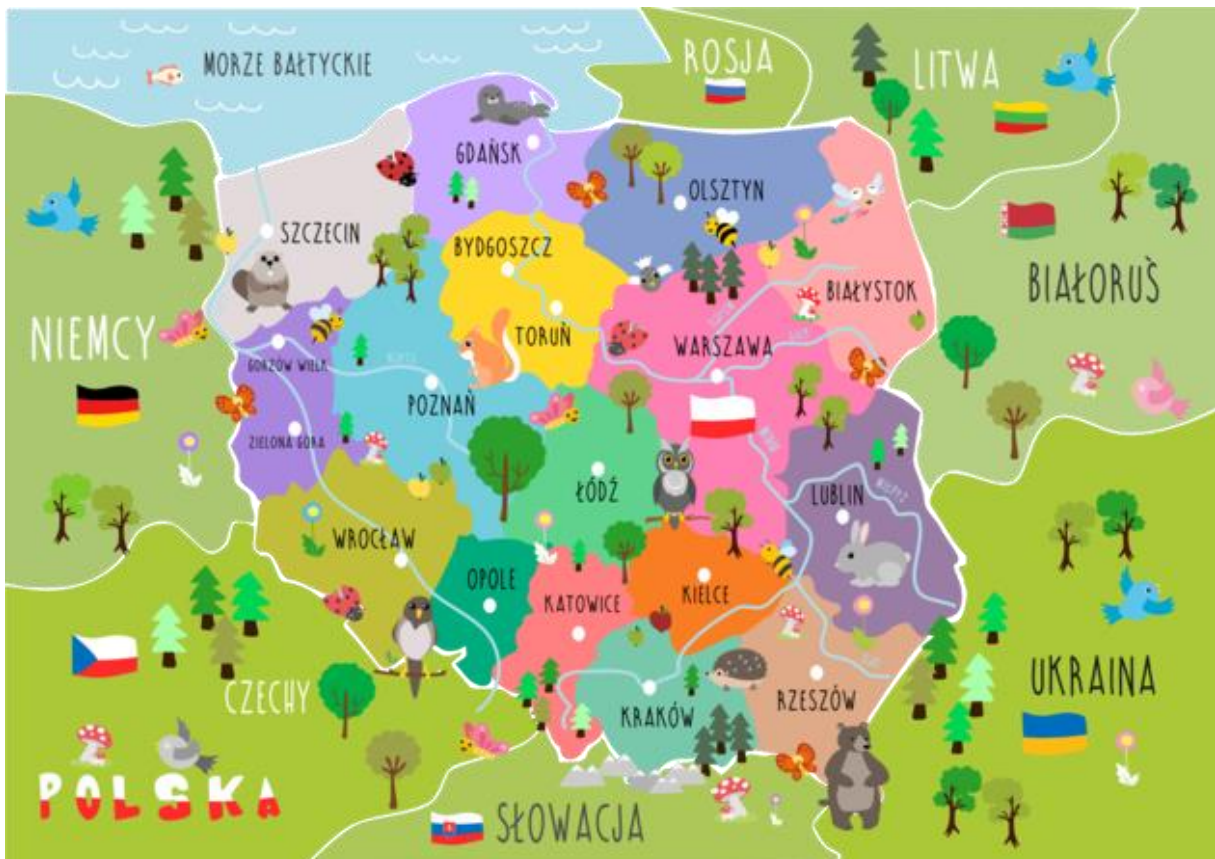 MORZE BAŁTYCKIE
ROSJA
LITWA
GDAŃSK
OLSZTYN
SZCZECIN
BYDGOSZCZ
BIAŁORUŚ
BIAŁYSTOK
NIEMCY
TORUŃ
WARSZAWA
GORZÓW WIELK.
POZNAŃ
ZIELONA GÓRA
ŁÓDŹ
LUBLIN
WIEPRZ
WROCŁAW
OPOLE
KATOWICE
KIELCE
UKRAINA
CZECHY
KRAKÓW
RZESZÓW
POLSKA
SŁOWACJA